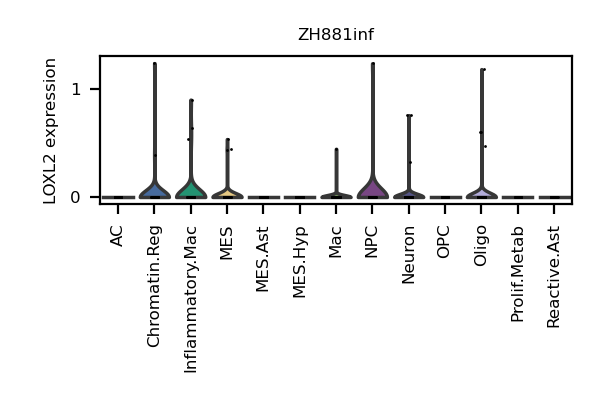 ZH881inf
LOXL2 expression
1
0
AC
Chromatin.Reg
Inflammatory.Mac
MES
MES.Ast
MES.Hyp
Mac
NPC
Neuron
OPC
Oligo
Prolif.Metab
Reactive.Ast